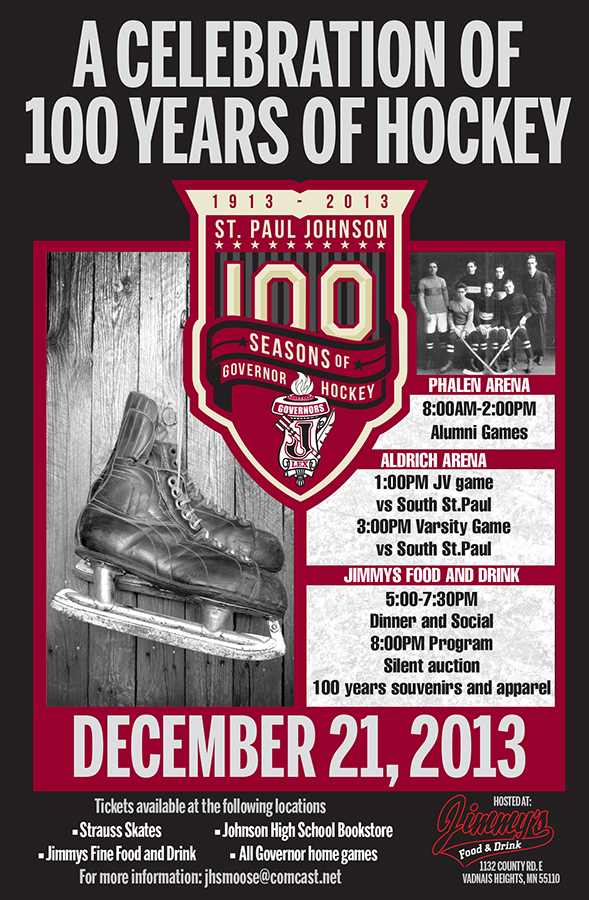 A CELEBRATION OF
100 YEARS OF HOCKEY
1913 - 2013
ST. PAUL JOHNSON
100
SEASONS OF
GOVERNOR HOCKEY
GOVERNORS
J
LEX
PHALEN ARENA
8:00AM-2:00PM
Alumni Games
ALDRICH ARENA
1:00PM JV game
vs South St.Paul
3:00PM Varsity Game
vs South St.Paul
JIMMYS FOOD AND DRINK
5:00-7:30PM
Dinner and Social
8:00PM Program
Silent auction
100 years souvenirs and apparel
DECEMBER 21, 2013
Tickets available at the following locations
▪ Strauss Skates ▪ Johnson High School Bookstore
▪ Jimmys Fine Food and Drink ▪ All Governor home games
For more information: jhsmoose@comcast.net
HOSTED AT:
Jimmy's
Food & Drink
1132 COUNTY RD. E
VADNAIS HEIGHTS, MN 55110